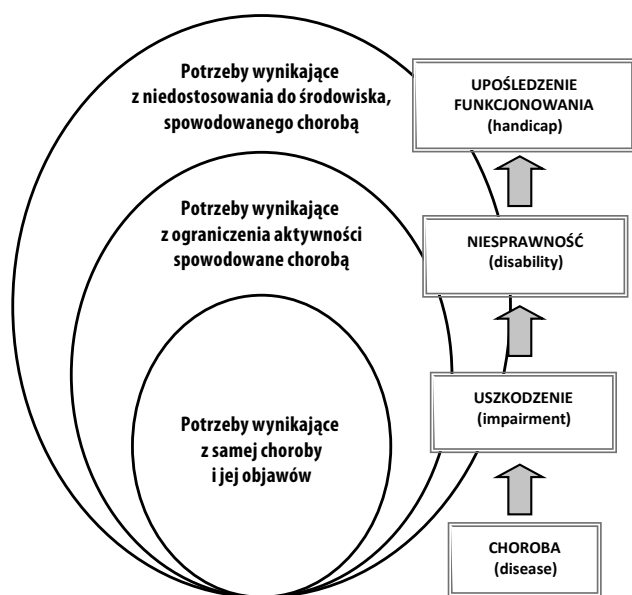 Potrzeby wynikające
z niedostosowania do środowiska,
spowodowanego chorobą
UPOŚLEDZENIE
FUNKCJONOWANIA
(handicap)
Potrzeby wynikające
z ograniczenia aktywności
spowodowane chorobą
NIESPRAWNOŚĆ
(disability)
Potrzeby wynikające
z samej choroby
i jej objawów
USZKODZENIE
(impairment)
CHOROBA
(disease)